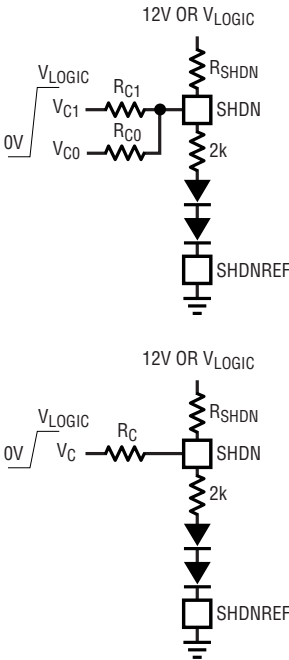 12V OR VLOGIC
RSHDN
VLOGIC
RC1
VC1
SHDN
RC0
0V
VC0
2k
SHDNREF
12V OR VLOGIC
RSHDN
VLOGIC
RC
0V
VC
SHDN
2k
SHDNREF